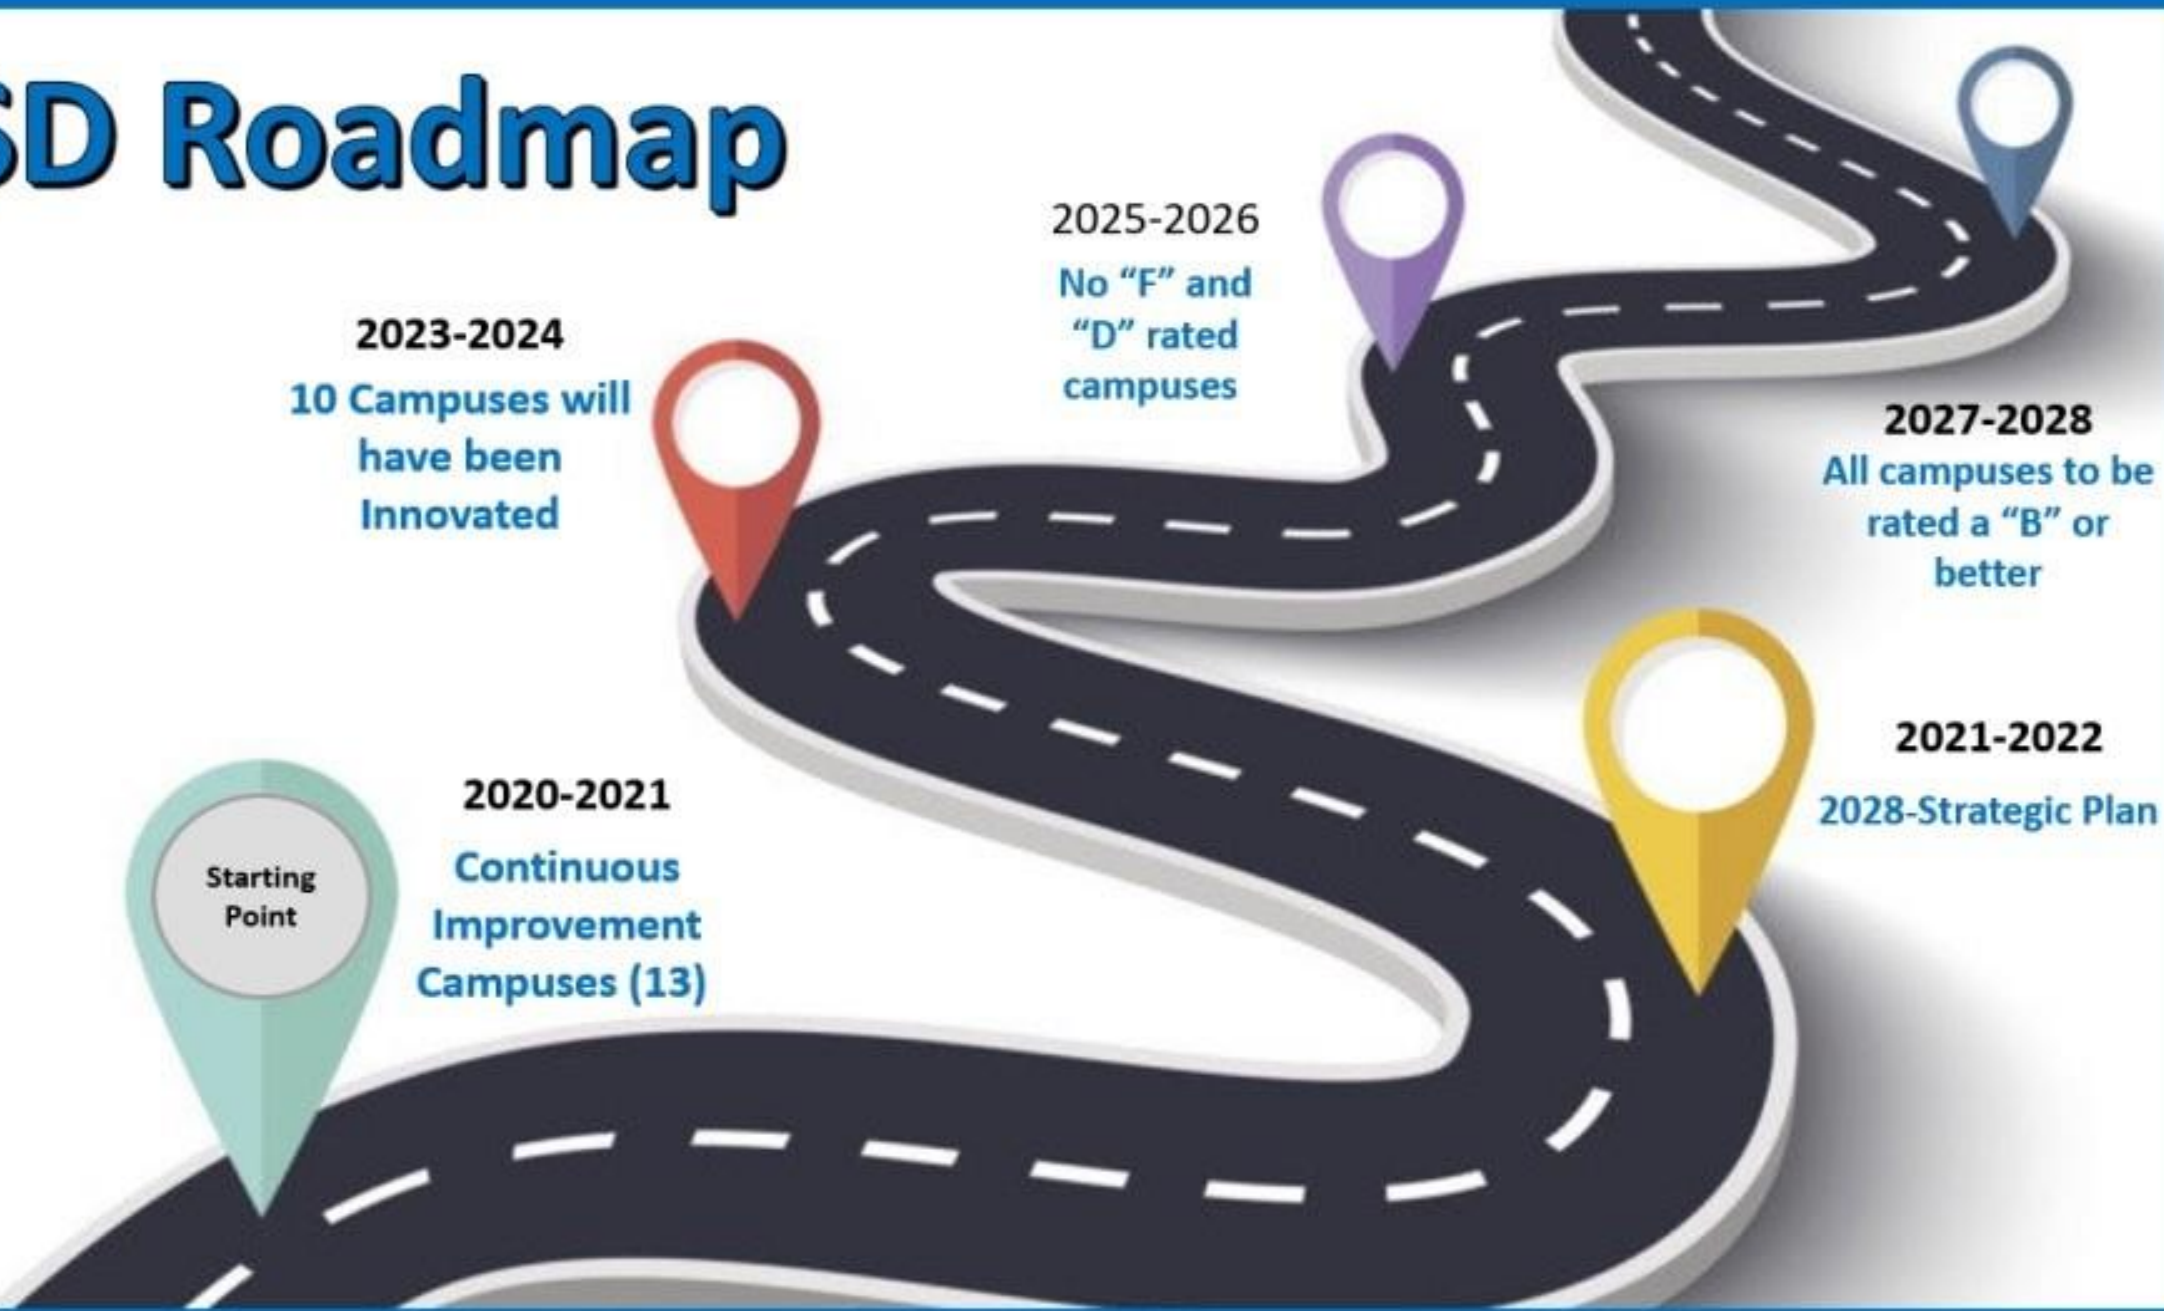 SD Roadmap
2025-2026
No “F” and
“D” rated
campuses
2023-2024
10 Campuses will
have been
Innovated
2027-2028
All campuses to be
rated a “B” or
better
2021-2022
2028-Strategic Plan
2020-2021
Continuous
Improvement
Campuses (13)
Starting
Point